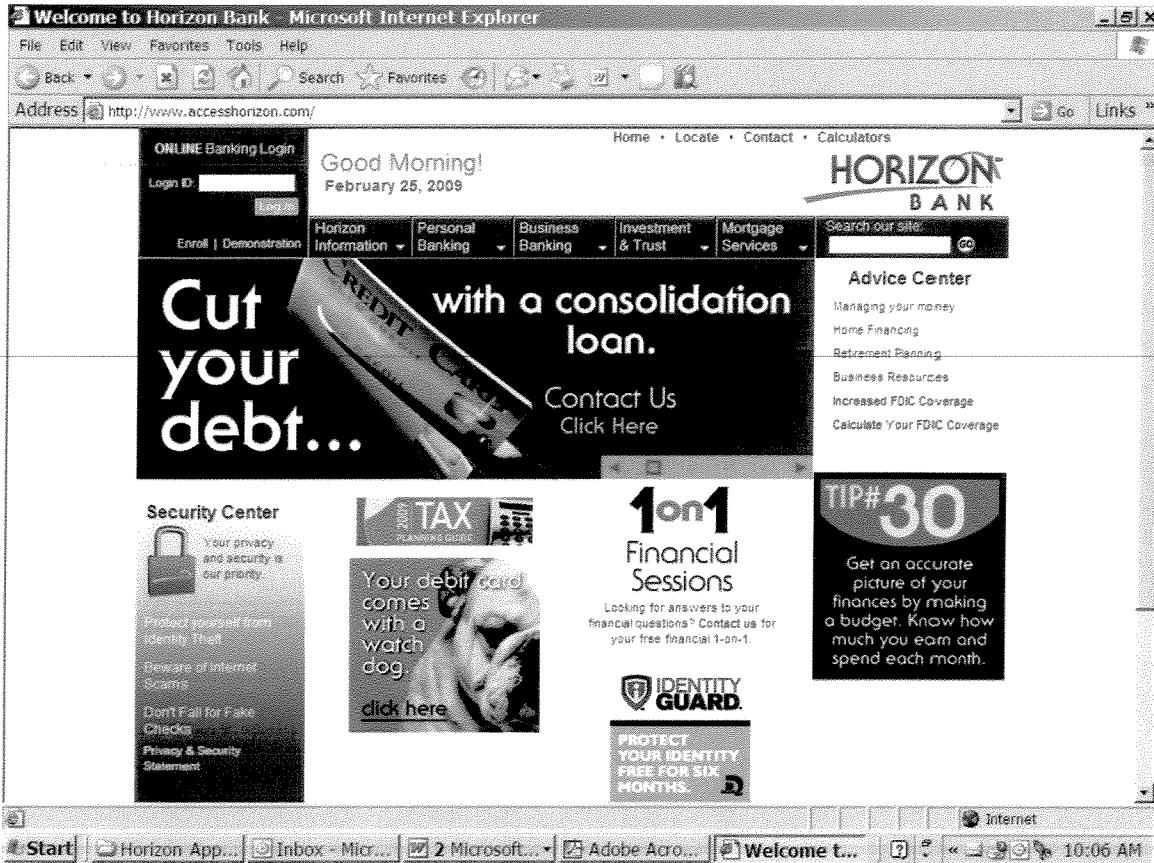 Welcome to Horizon Bank - Microsoft Internet Explorer
File Edit View Favorites Tools Help
Back Search Favorites
Address http://www.accesshorizon.com/ Go Links »
Home • Locate • Contact • Calculators
ONLINE Banking Login
Login ID:
Log In
Enroll | Demonstration
Good Morning!
February 25, 2009
HORIZON
BANK
Horizon Information
Personal Banking
Business Banking
Investment & Trust
Mortgage Services
Search our site:
GO
Cut
your
debt...
CREDIT CARD
with a consolidation
loan.
Contact Us
Click Here
Advice Center
Managing your money
Home Financing
Retirement Planning
Business Resources
Increased FDIC Coverage
Calculate Your FDIC Coverage
Security Center
Your privacy
and security is
our priority
Protect yourself from
Identity Theft
Beware of Internet
Scams
Don't Fall for Fake
Checks
Privacy & Security
Statement
TAX
PLANNING GUIDE
Your debit card
comes
with a
watch
dog.
click here
1on1
Financial
Sessions
Looking for answers to your
financial questions? Contact us for
your free financial 1-on-1.
IDENTITY
GUARD
PROTECT
YOUR IDENTITY
FREE FOR SIX
MONTHS.
TIP# 30
Get an accurate
picture of your
finances by making
a budget. Know how
much you earn and
spend each month.
Internet
Start Horizon App... Inbox - Micr... 2 Microsoft... Adobe Acro... Welcome t... 10:06 AM